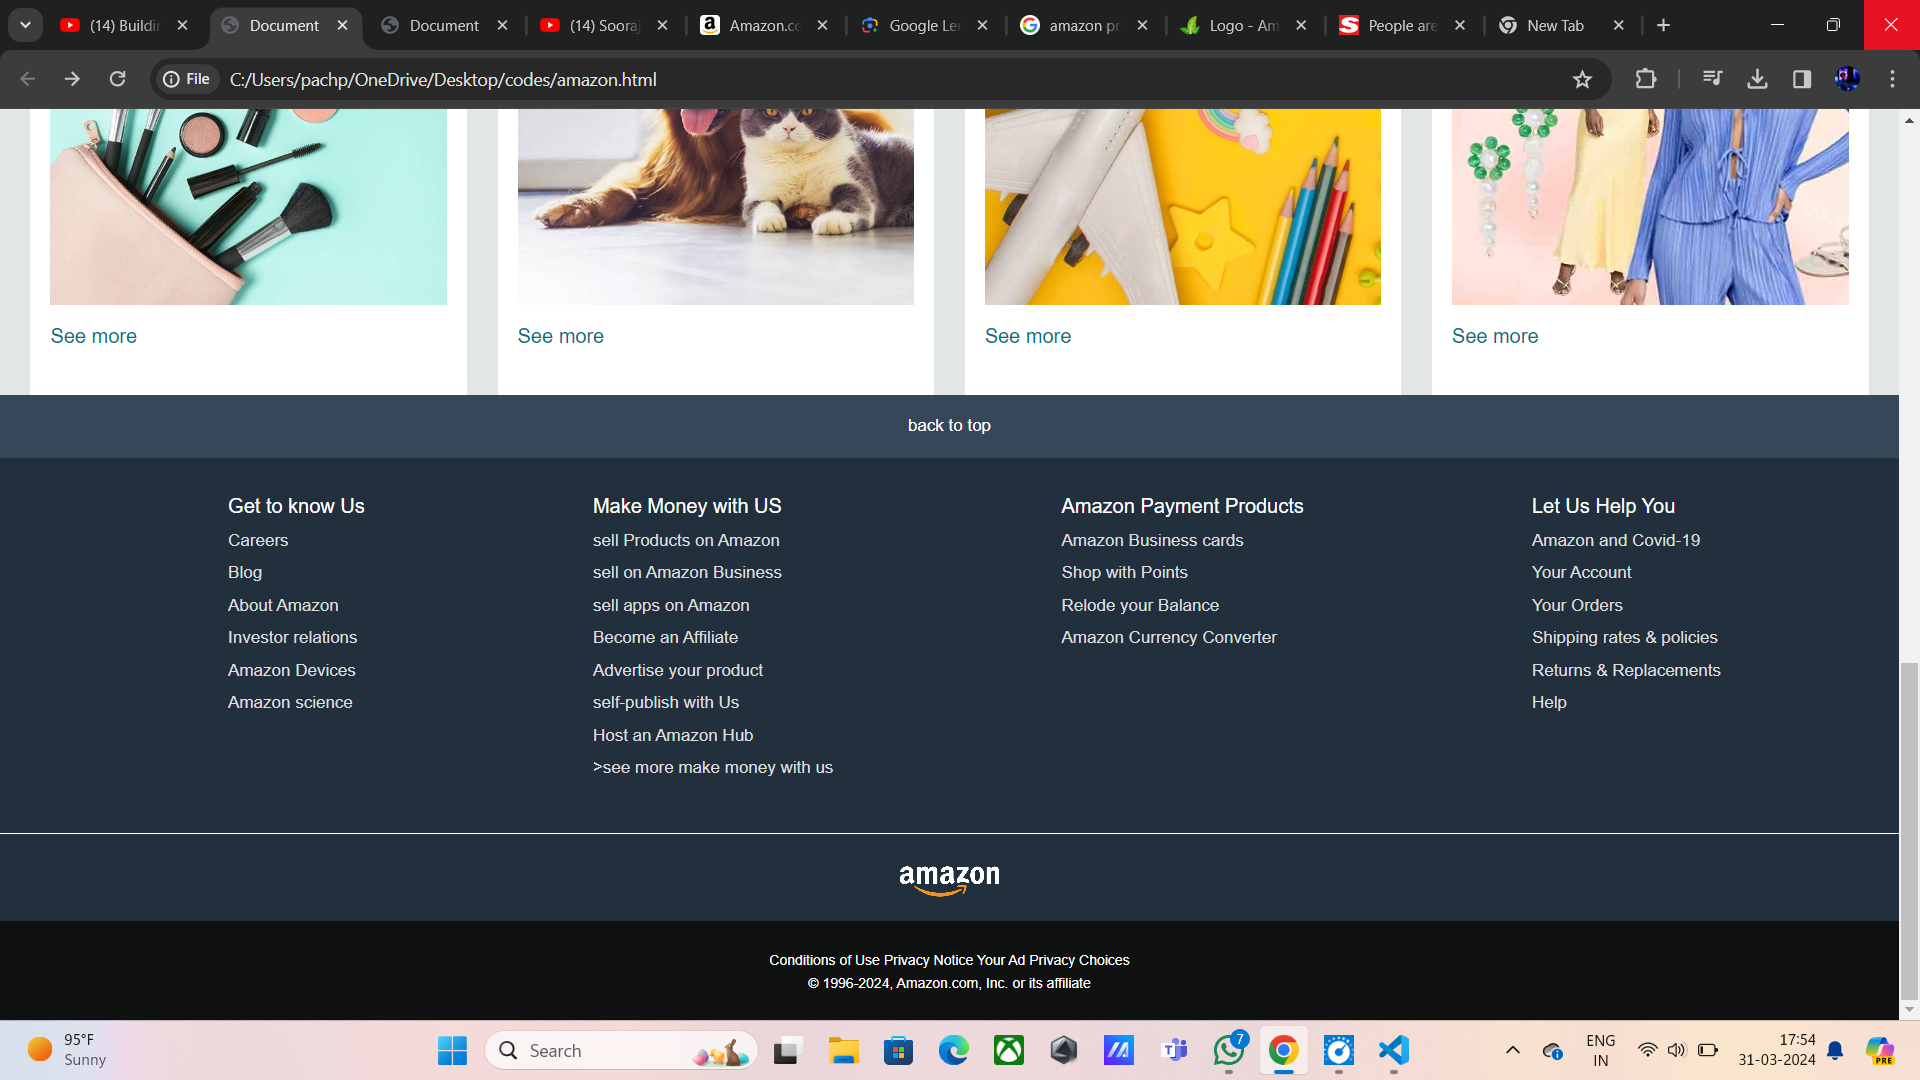 (14) Buildin
Document
Document
(14) Sooraj
Amazon.co
Google Len
amazon pr
Logo - Am
People are
New Tab
File
C:/Users/pachp/OneDrive/Desktop/codes/amazon.html
See more
See more
See more
See more
back to top
Get to know Us
Careers
Blog
About Amazon
Investor relations
Amazon Devices
Amazon science
Make Money with US
sell Products on Amazon
sell on Amazon Business
sell apps on Amazon
Become an Affiliate
Advertise your product
self-publish with Us
Host an Amazon Hub
>see more make money with us
Amazon Payment Products
Amazon Business cards
Shop with Points
Relode your Balance
Amazon Currency Converter
Let Us Help You
Amazon and Covid-19
Your Account
Your Orders
Shipping rates & policies
Returns & Replacements
Help
amazon
Conditions of Use Privacy Notice Your Ad Privacy Choices
© 1996-2024, Amazon.com, Inc. or its affiliate
95°F
Sunny
Search
7
ENG
IN
17:54
31-03-2024
PRE